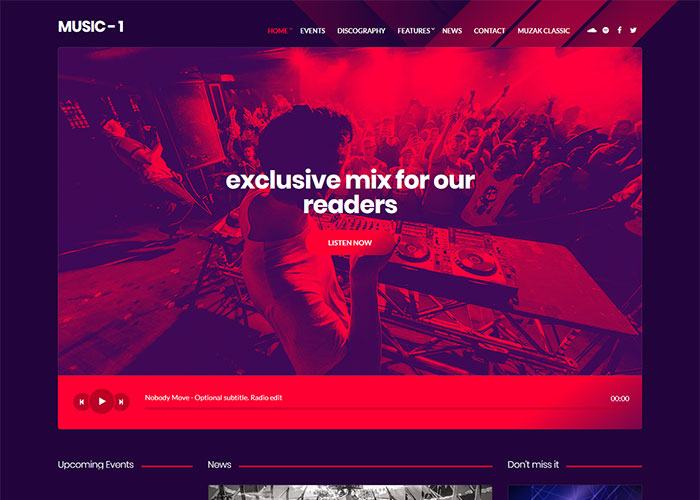 MUSIC - 1
HOME EVENTS DISCOGRAPHY FEATURES NEWS CONTACT MUZAK CLASSIC
exclusive mix for our
readers
LISTEN NOW
Nobody Move - Optional subtitle. Radio edit
00:00
Upcoming Events
News
Don't miss it